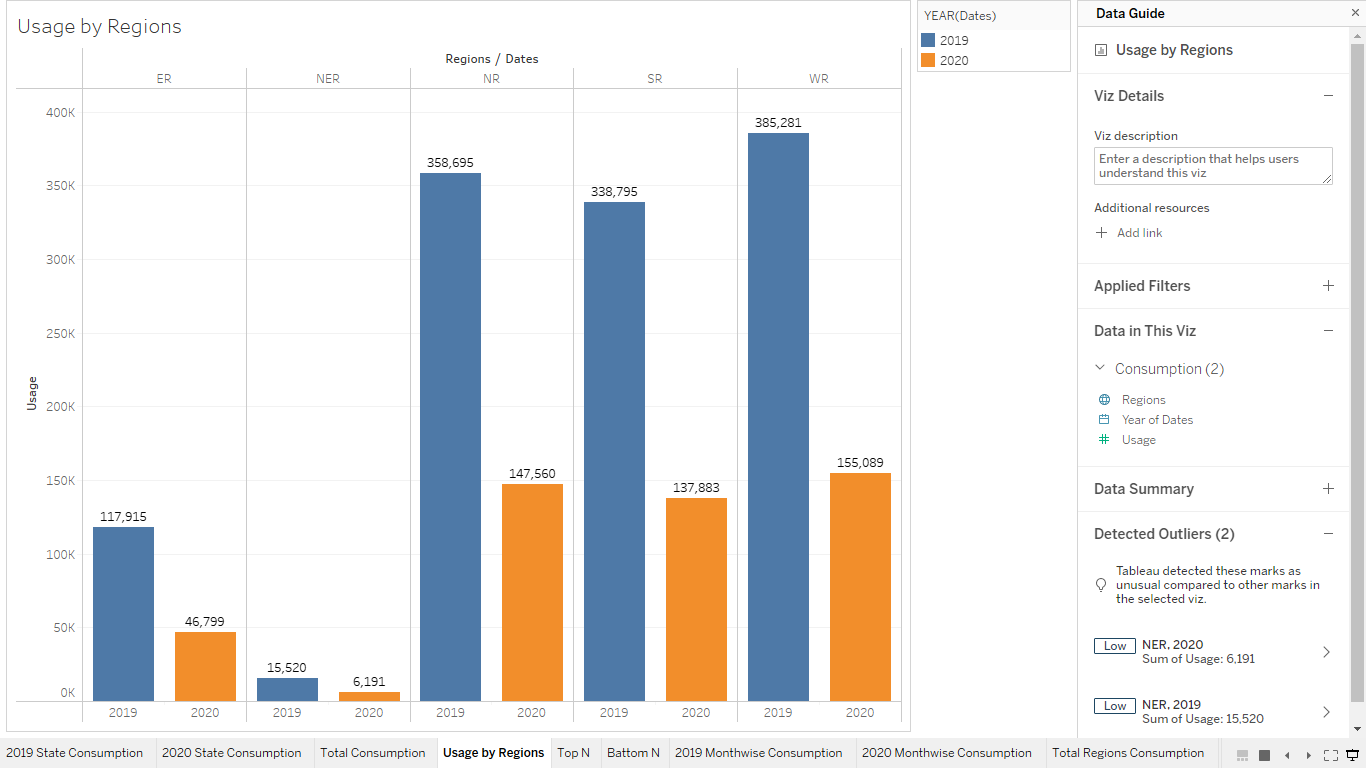 Usage by Regions
Regions / Dates
ER NER NR SR WR
Usage
400K
350K
300K
250K
200K
150K
100K
50K
0K
117,915
46,799
15,520
6,191
358,695
147,560
338,795
137,883
385,281
155,089
2019 2020 2019 2020 2019 2020 2019 2020 2019 2020
YEAR(Dates)
2019
2020
Data Guide
Usage by Regions
Viz Details
Viz description
Enter a description that helps users
understand this viz
Additional resources
Add link
Applied Filters
Data in This Viz
Consumption (2)
Regions
Year of Dates
Usage
Data Summary
Detected Outliers (2)
Tableau detected these marks as
unusual compared to other marks in
the selected viz.
Low NER, 2020
Sum of Usage: 6,191
Low NER, 2019
Sum of Usage: 15,520
2019 State Consumption 2020 State Consumption Total Consumption Usage by Regions Top N Battom N 2019 Monthwise Consumption 2020 Monthwise Consumption Total Regions Consumption